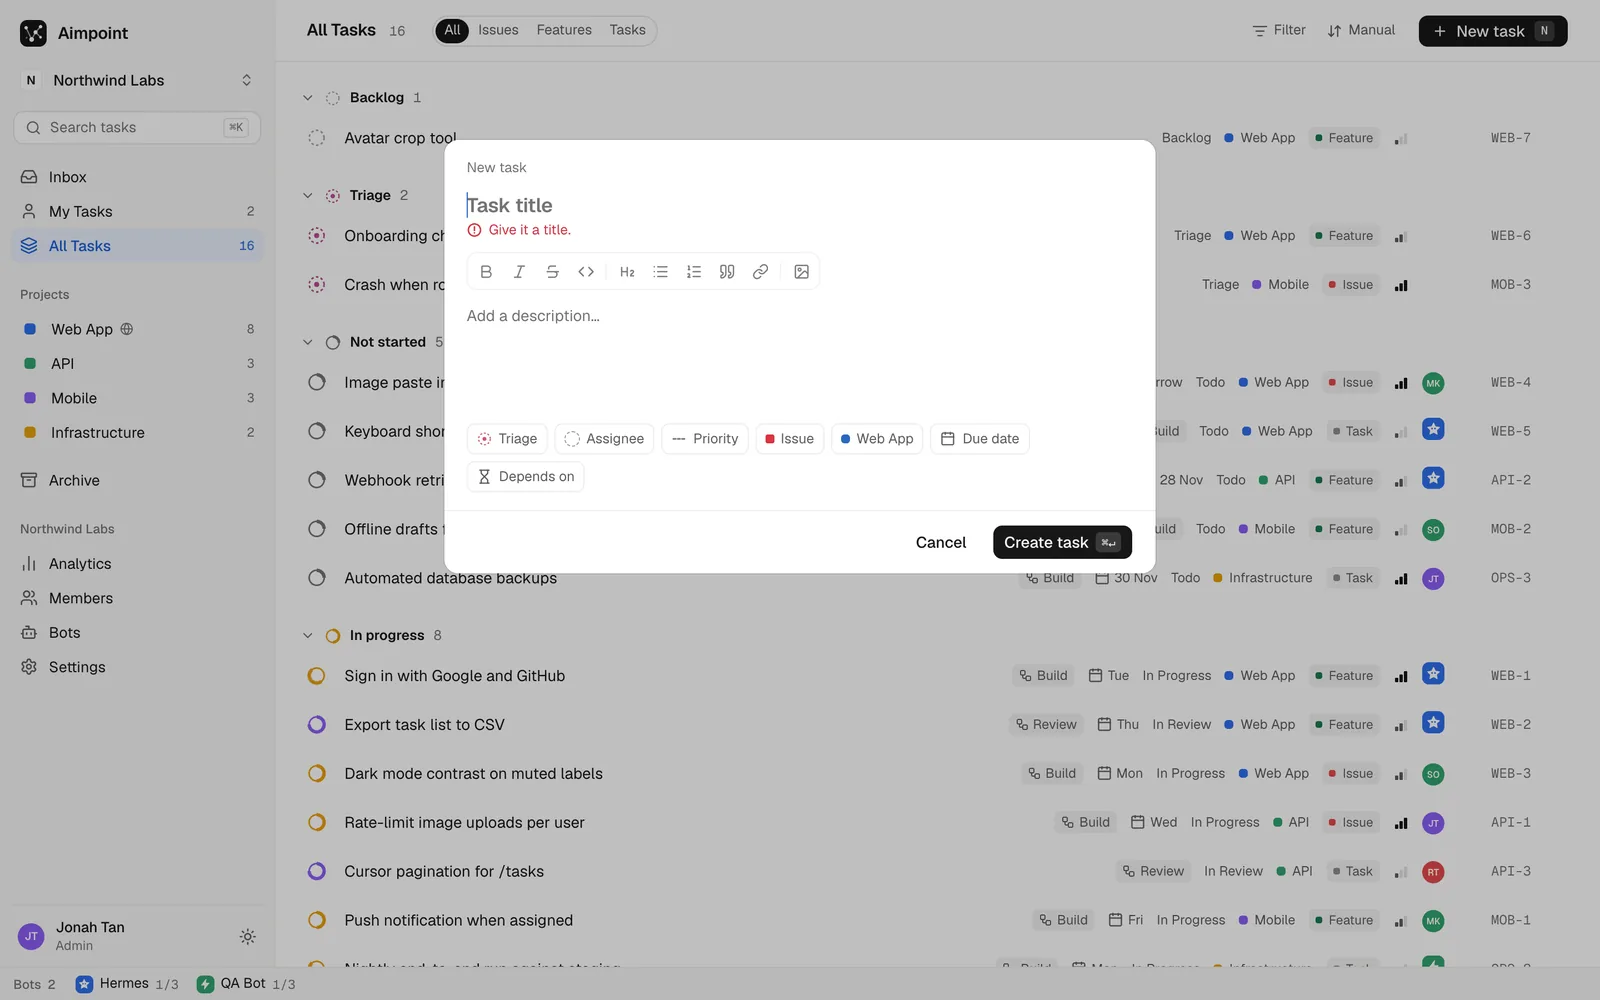 Aimpoint
N Northwind Labs
Search tasks ⌘K
Inbox
My Tasks 2
All Tasks 16
Projects
Web App 8
API 3
Mobile 3
Infrastructure 2
Archive
Northwind Labs
Analytics
Members
Bots
Settings
JT Jonah Tan
Admin
Bots 2 Hermes 1/3 QA Bot 1/3
All Tasks 16 All Issues Features Tasks Filter Manual + New task N
Backlog 1
Avatar crop tool Backlog Web App Feature WEB-7
Triage 2
Onboarding Triage Web App Feature WEB-6
Crash when Triage Mobile Issue MOB-3
Not started 5
Image paste Todo Web App Issue MK WEB-4
Keyboard Todo Web App Task WEB-5
Webhook 28 Nov Todo API Feature API-2
Offline drafts Todo Mobile Feature SO MOB-2
Automated database backups Build 30 Nov Todo Infrastructure Task JT OPS-3
In progress 8
Sign in with Google and GitHub Build Tue In Progress Web App Feature WEB-1
Export task list to CSV Review Thu In Review Web App Feature WEB-2
Dark mode contrast on muted labels Build Mon In Progress Web App Issue SO WEB-3
Rate-limit image uploads per user Build Wed In Progress API Issue JT API-1
Cursor pagination for /tasks Review In Review API Task RT API-3
Push notification when assigned Build Fri In Progress Mobile Feature MK MOB-1
New task
Task title
Give it a title.
B I S <> H2
Add a description...
Triage Assignee Priority Issue Web App Due date
Depends on
Cancel Create task ⌘↵